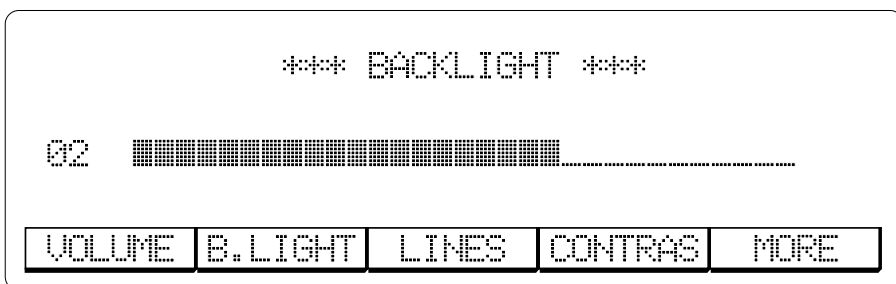 *** BACKLIGHT ***
02
VOLUME B.LIGHT LINES CONTRAS MORE